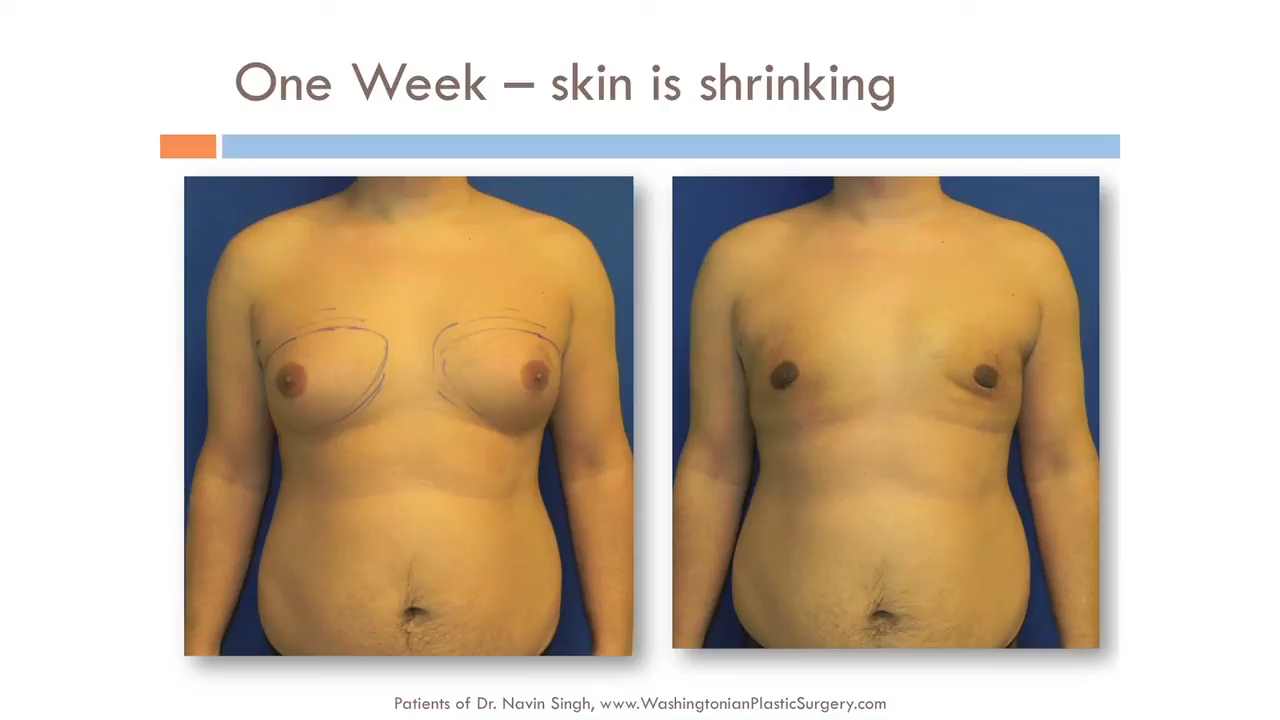 One Week – skin is shrinking
Patients of Dr. Navin Singh, www.WashingtonianPlasticSurgery.com